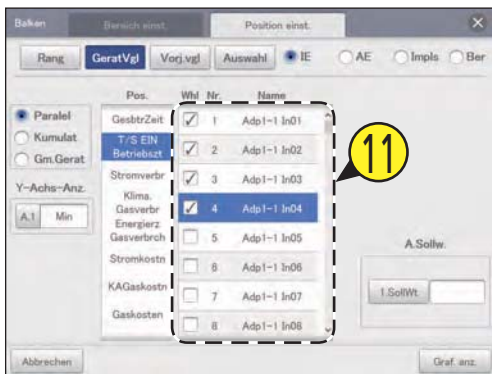 Balken Bereich einst. Position einst.
Rang GeratVgl Vorj.vgl Auswahl IE AE Impls Ber
Pos. Whl Nr. Name
Paralel
Kumulat
Gm.Gerat
Y-Achs-Anz.
A.1 Min
GesbtrZeit
T/S EIN
Betriebszt
Stromverbr
Klima.
Gasverbr
Energierz
Gasverbrch
Stromkostn
KAGaskostn
Gaskosten
1 Adp1-1 In01
2 Adp1-1 In02
3 Adp1-1 In03
4 Adp1-1 In04
5 Adp1-1 In05
6 Adp1-1 In06
7 Adp1-1 In07
8 Adp1-1 In08
11
A.Sollw.
1.SollWt
Abbrechen Graf. anz.